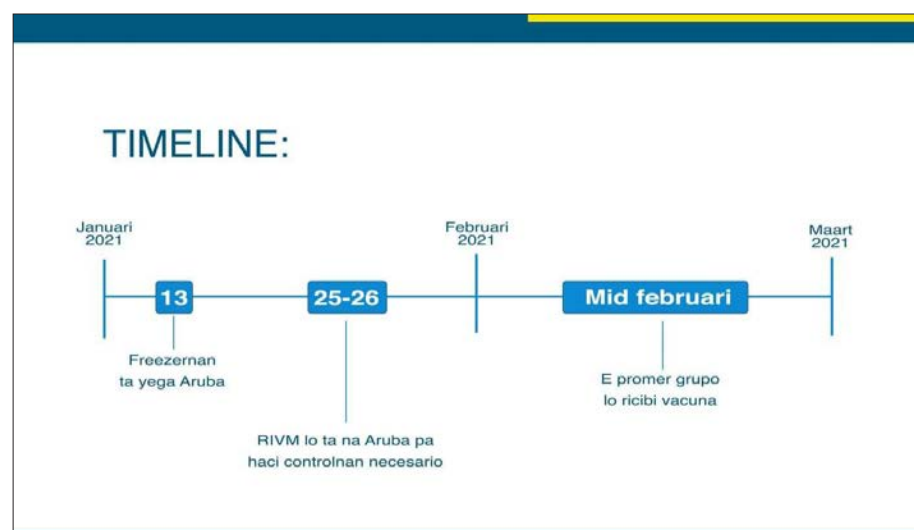 TIMELINE:
Januari
2021
Februari
2021
Maart
2021
13
25-26
Mid februari
Freezernan
ta yega Aruba
RIVM lo ta na Aruba pa
haci controlnan necesario
E promer grupo
lo ricibi vacuna